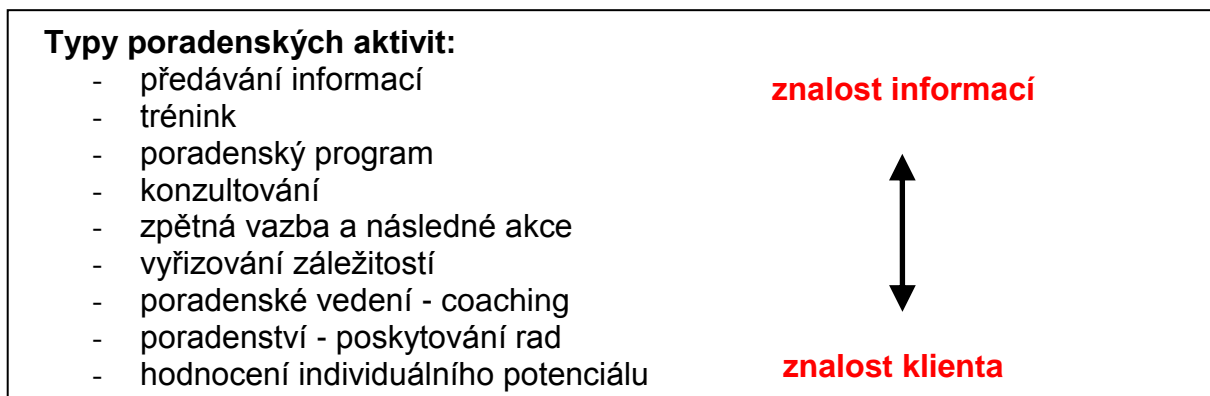 Typy poradenských aktivit:
- předávání informací
- trénink
- poradenský program
- konzultování
- zpětná vazba a následné akce
- vyřizování záležitostí
- poradenské vedení - coaching
- poradenství - poskytování rad
- hodnocení individuálního potenciálu
znalost informací
znalost klienta